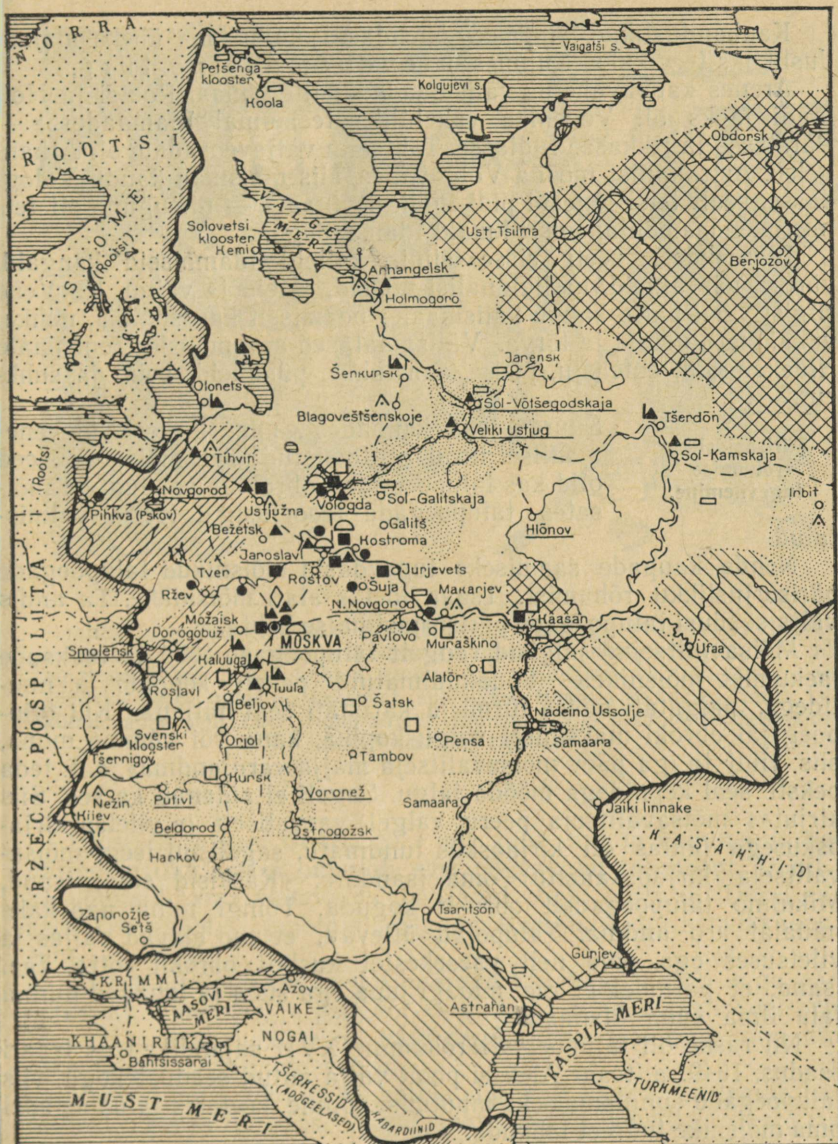 NORRA
Petšenga
klooster
Koola
Kolgujevi s.
Vaigatši s.
ROOTSI
Obdorsk
SOOME
(Rootsi)
VALGE
MERI
Solovetsi
klooster
Kemi
Ust-Tsilma
Berjozov
Arhangelsk
Holmogorõ
Šenkursk
Jarensk
Olonets
Blagoveštšenskoje
Sol-Võtšegodskaja
Tšerdõn
Veliki Ustjug
Sol-Kamskaja
(Rootsi)
Tihvin
Novgorod
Pihkva (Pskov)
Ustjužna
Vologda
Sol-Galitskaja
Irbit
Bežetsk
Galitš
Kostroma
Hlõnov
Jaroslavl
Rostov
Jurjevets
Tver
Šuja
Makarjev
Ržev
N.Novgorod
Možaisk
Kaasan
Dorogobuž
MOSKVA
Pavlovo
Muraškino
Smolensk
Kaluuga
Ufaa
Alatõr
Roslavl
Tuula
Beljov
Šatsk
Svenski
klooster
Orjol
Pensa
Nadeino Ussolje
Samaara
Tambov
Tšernigov
Kursk
Nežin
Putivl
Voronež
Samaara
Jaiki linnake
Kiiev
Belgorod
Ostrogožsk
KASAHHID
Harkov
RZECZ POSPOLITA
Zaporožje
Setš
Tsaritsõn
Gurjev
KRIMMI
Azov
AASOVI
MERI
VÄIKE-
NOGAI
Astrahan
KHAANIRIIK
Bahtšissarai
KASPIA MERI
TŠERKESSID
(ADÕGEELASED)
TURKMEENID
MUST MERI
KABARDIINID